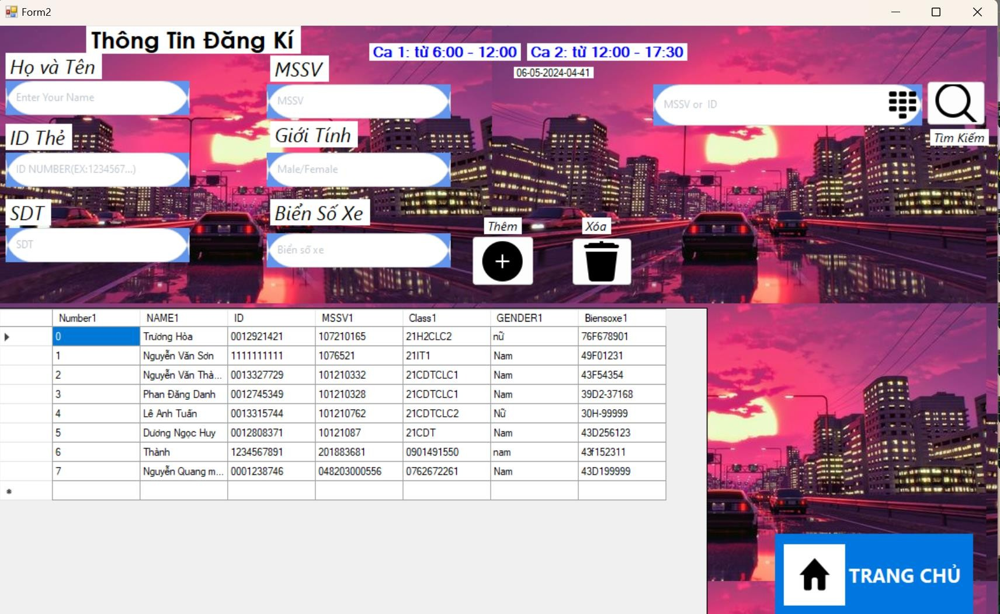 Form2
Thông Tin Đăng Kí
Ca 1: từ 6:00 - 12:00 Ca 2: từ 12:00 - 17:30
06-05-2024-04-41
Họ và Tên
MSSV
Enter Your Name
MSSV
MSSV or ID
Tìm Kiếm
ID Thẻ
Giới Tính
ID NUMBER(EX:1234567...)
Male/Female
SDT
Biển Số Xe
SDT
Biển số xe
Thêm
Xóa
Number1 NAME1 ID MSSV1 Class1 GENDER1 Biensoxe1
0 Trương Hòa 0012921421 107210165 21H2CLC2 nữ 76F678901
1 Nguyễn Văn Sơn 1111111111 1076521 21IT1 Nam 49F01231
2 Nguyễn Văn Thà... 0013327729 101210332 21CDTCLC1 Nam 43F54354
3 Phan Đăng Danh 0012745349 101210328 21CDTCLC1 Nam 39D2-37168
4 Lê Anh Tuấn 0013315744 101210762 21CDTCLC2 Nữ 30H-99999
5 Dương Ngọc Huy 0012808371 10121087 21CDT Nam 43D256123
6 Thành 1234567891 201883681 0901491550 nam 43f152311
7 Nguyễn Quang m... 0001238746 048203000556 0762672261 Nam 43D199999
TRANG CHỦ